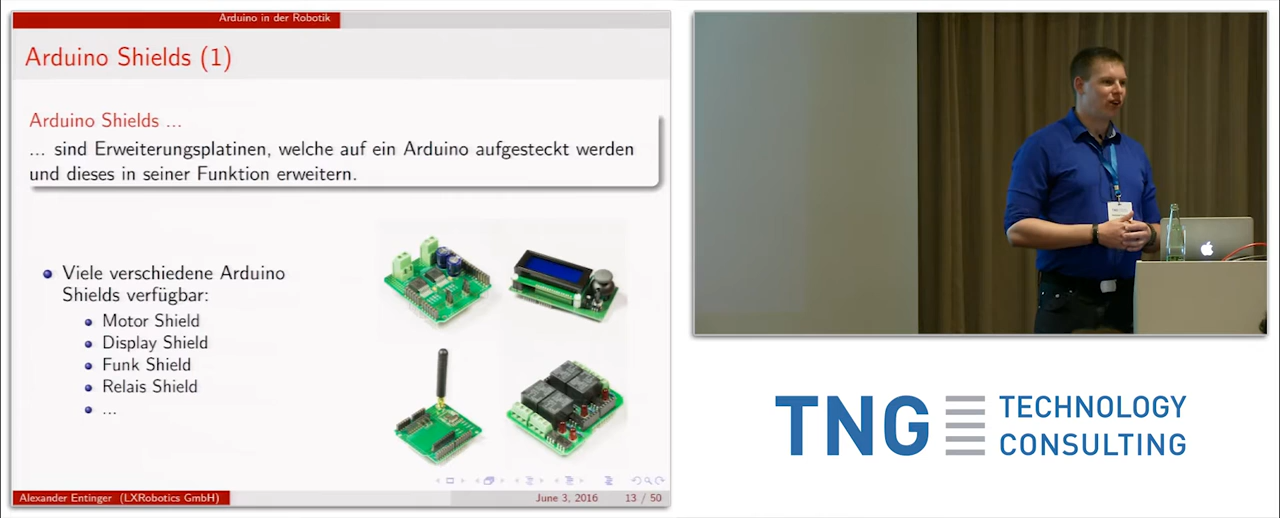 Arduino in der Robotik
Arduino Shields (1)
Arduino Shields ...
... sind Erweiterungsplatinen, welche auf ein Arduino aufgesteckt werden
und dieses in seiner Funktion erweitern.
Viele verschiedene Arduino
Shields verfügbar:
Motor Shield
Display Shield
Funk Shield
Relais Shield
...
Alexander Entinger (LXRobotics GmbH)
June 3, 2016
13 / 50
TNG TECHNOLOGY
CONSULTING